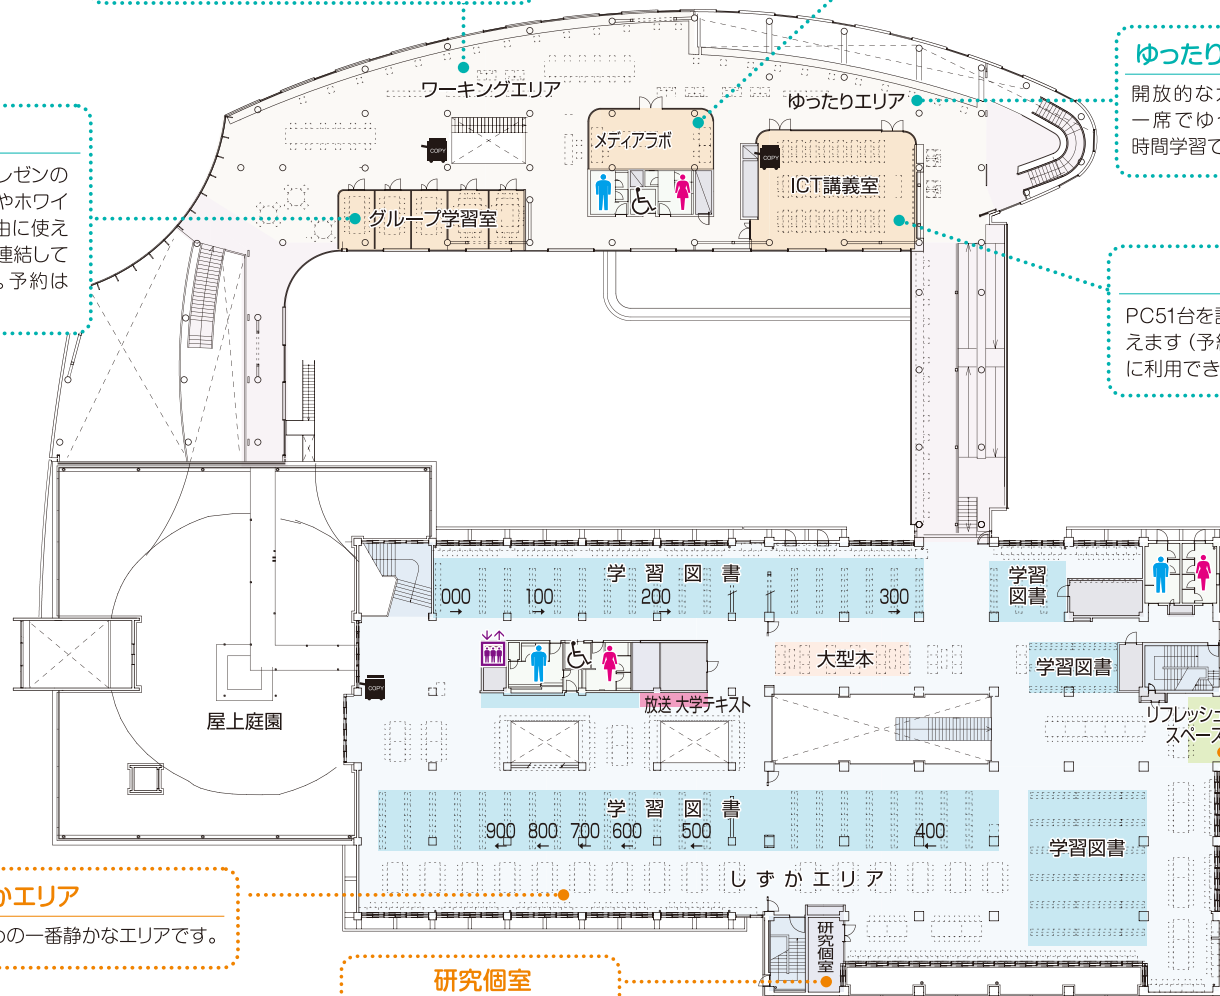 ワーキングエリア
ゆったりエリア
ゆったり
開放的な
一席でゆ
時間学習で
メディアラボ
COPY
COPY
ICT講義室
レゼンの
やホワイ
由に使え
連結して
。予約は
グループ学習室
PC51台を
えます（予
に利用でき
学習図書
000
100
200
300
学習
図書
大型本
学習図書
COPY
放送大学テキスト
屋上庭園
リフレッシュ
スペース
学習図書
900
800
700
600
500
400
学習図書
しずかエリア
かエリア
の一番静かなエリアです。
研究個室
研究個室